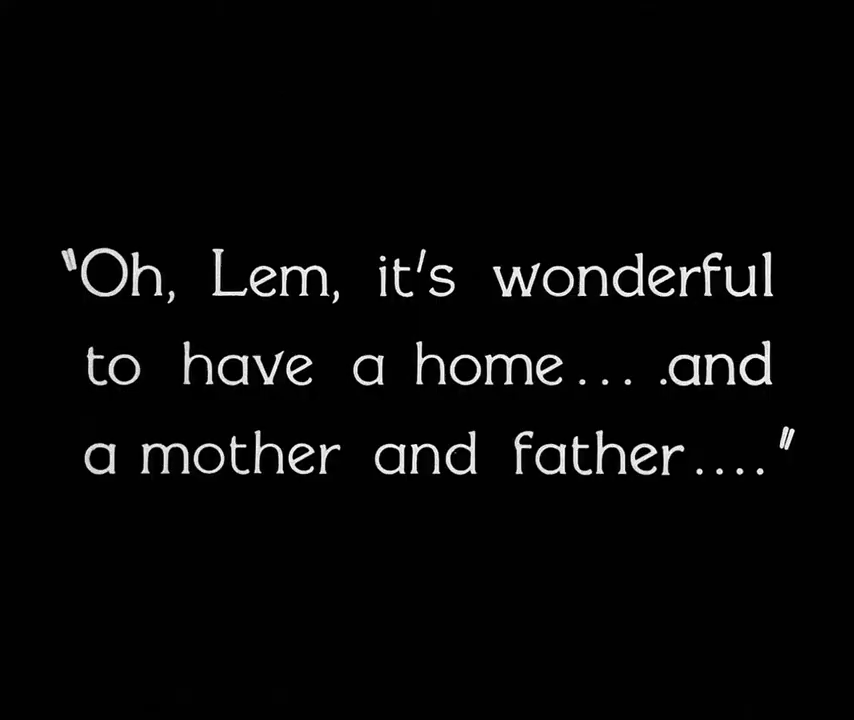 "Oh, Lem, it's wonderful
to have a home.... and
a mother and father...."